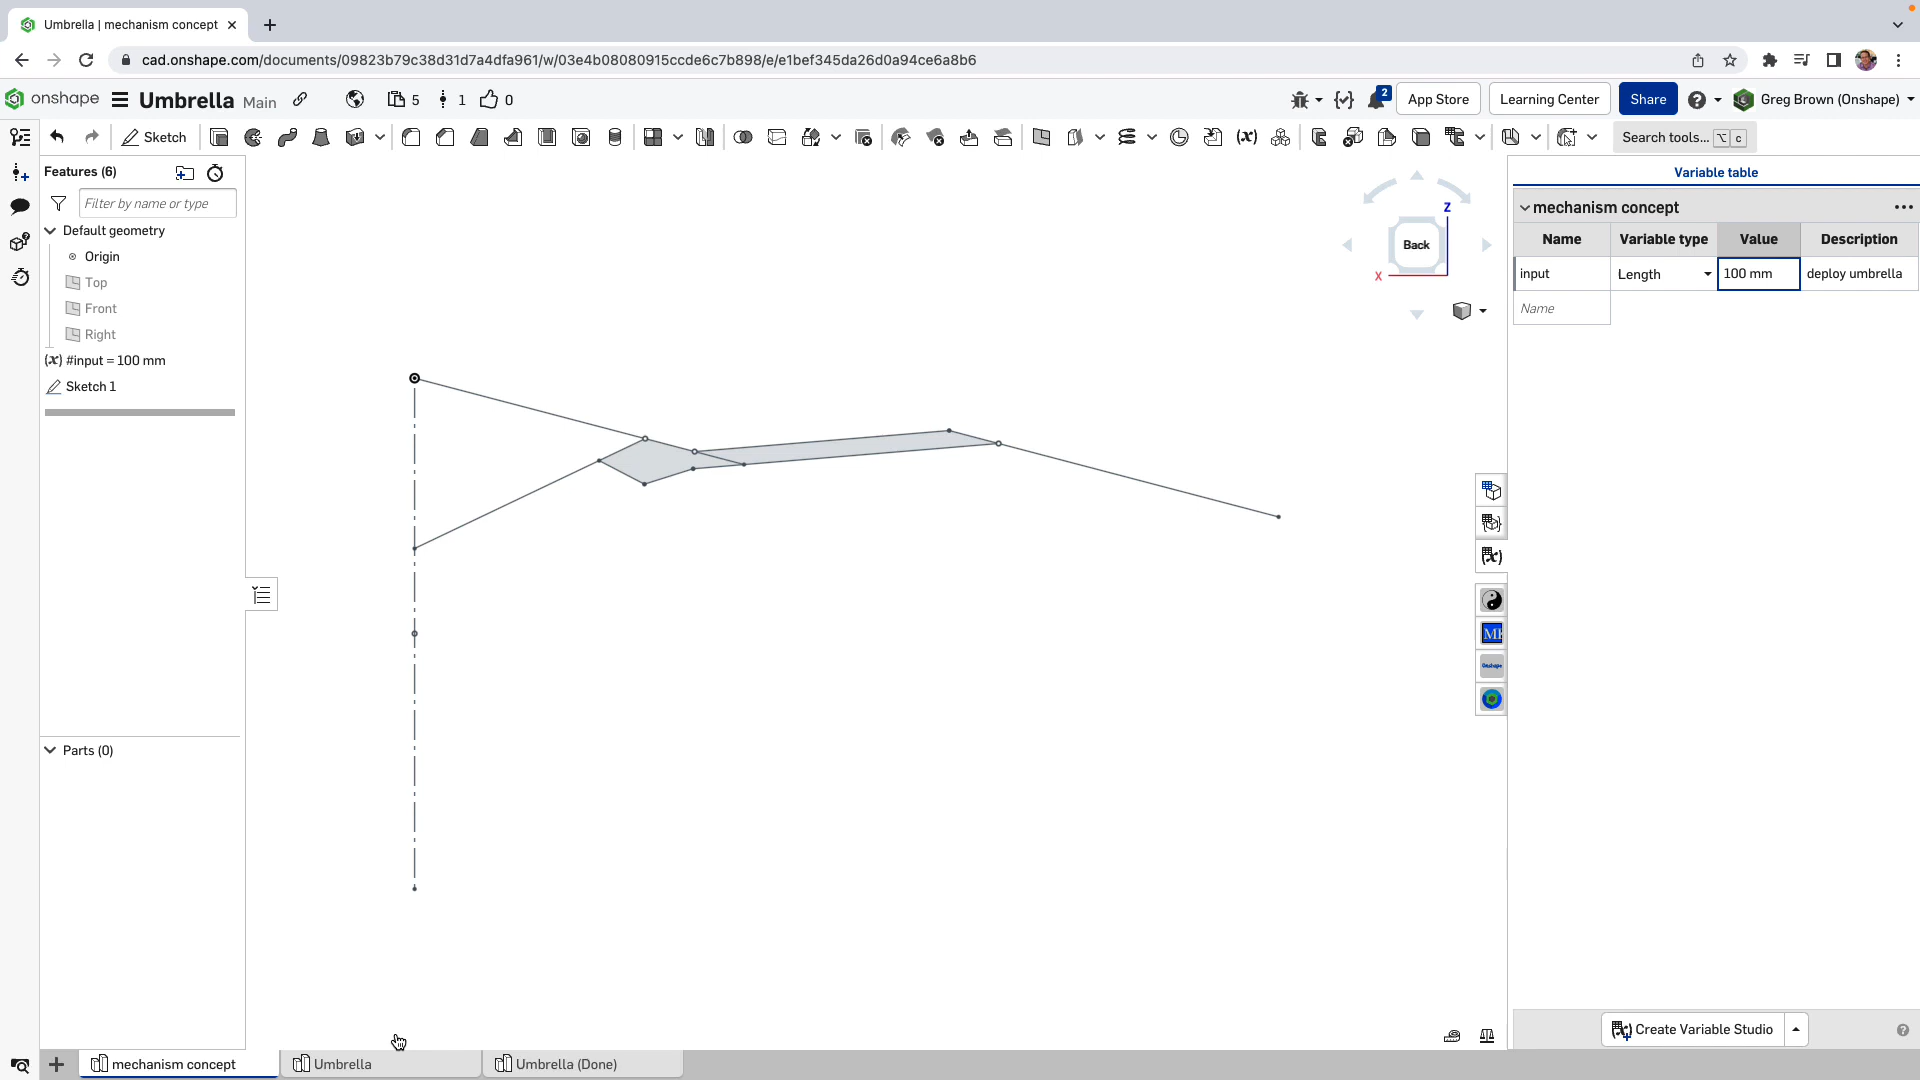 Umbrella | mechanism concept
cad.onshape.com/documents/09823b79c38d31d7a4dfa961/w/03e4b08080915ccde6c7b898/e/e1bef345da26d0a94ce6a8b6
onshape Umbrella Main 5 1 0 2 App Store Learning Center Share Greg Brown (Onshape)
Sketch Search tools... ⌥ c
Features (6)
Filter by name or type
Default geometry
Origin
Top
Front
Right
(x) #input = 100 mm
Sketch 1
Parts (0)
Z
Back
X
Variable table
mechanism concept
Name Variable type Value Description
input Length 100 mm deploy umbrella
Name
Create Variable Studio
mechanism concept Umbrella Umbrella (Done)